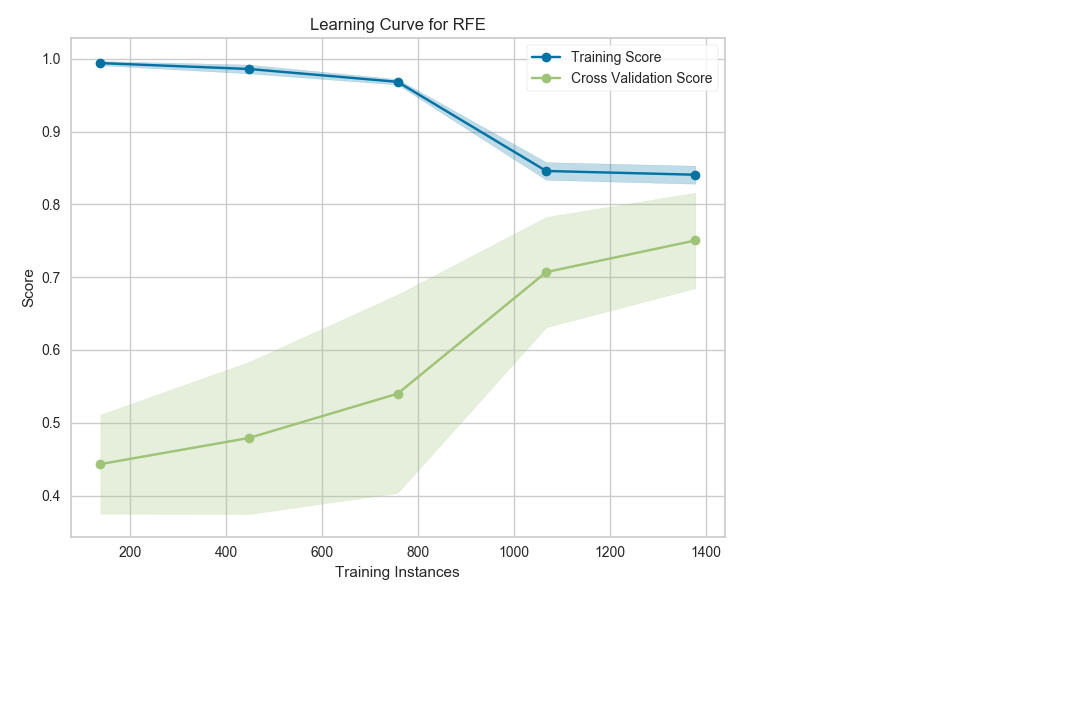 Learning Curve for RFE
Training Score
Cross Validation Score
1.0
0.9
0.8
0.7
0.6
0.5
0.4
Score
200 400 600 800 1000 1200 1400
Training Instances